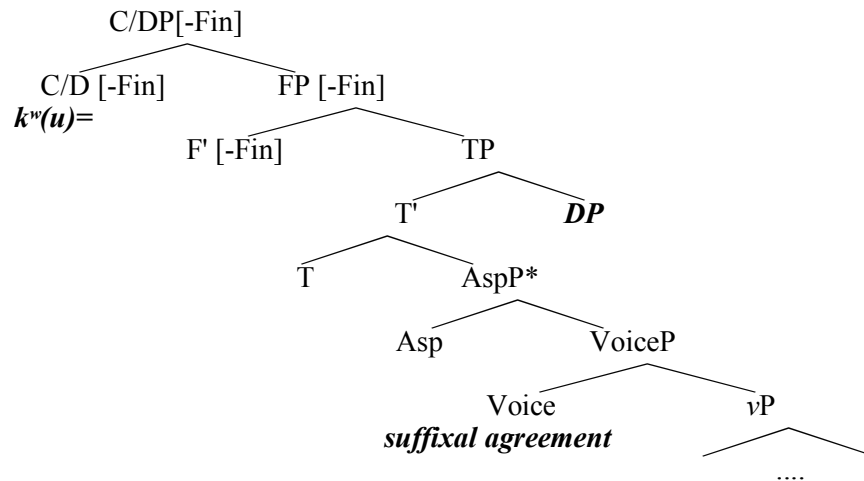 C/DP[-Fin]
C/D [-Fin] FP [-Fin]
kʷ(u)=
F' [-Fin] TP
T' DP
T AspP*
Asp VoiceP
Voice vP
suffixal agreement
....